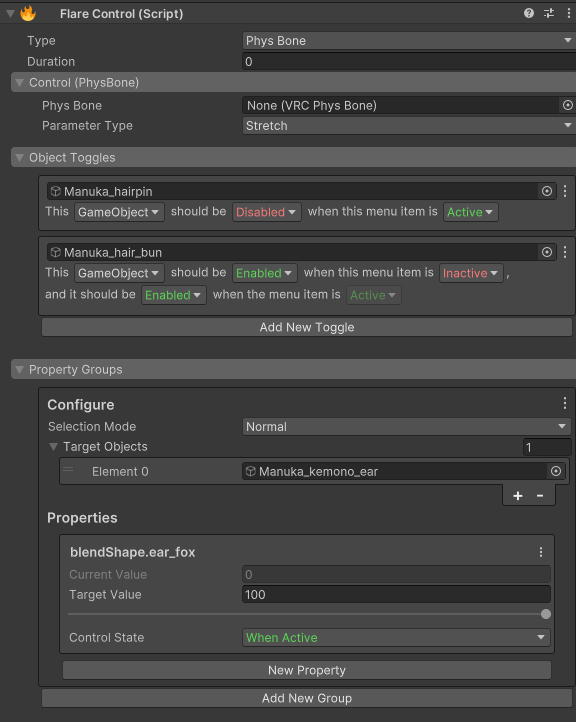 Flare Control (Script)
Type Phys Bone
Duration 0
Control (PhysBone)
Phys Bone None (VRC Phys Bone)
Parameter Type Stretch
Object Toggles
Manuka_hairpin
This GameObject should be Disabled when this menu item is Active
Manuka_hair_bun
This GameObject should be Enabled when this menu item is Inactive ,
and it should be Enabled when the menu item is Active
Add New Toggle
Property Groups
Configure
Selection Mode Normal
Target Objects 1
Element 0 Manuka_kemono_ear
+ -
Properties
blendShape.ear_fox
Current Value 0
Target Value 100
Control State When Active
New Property
Add New Group